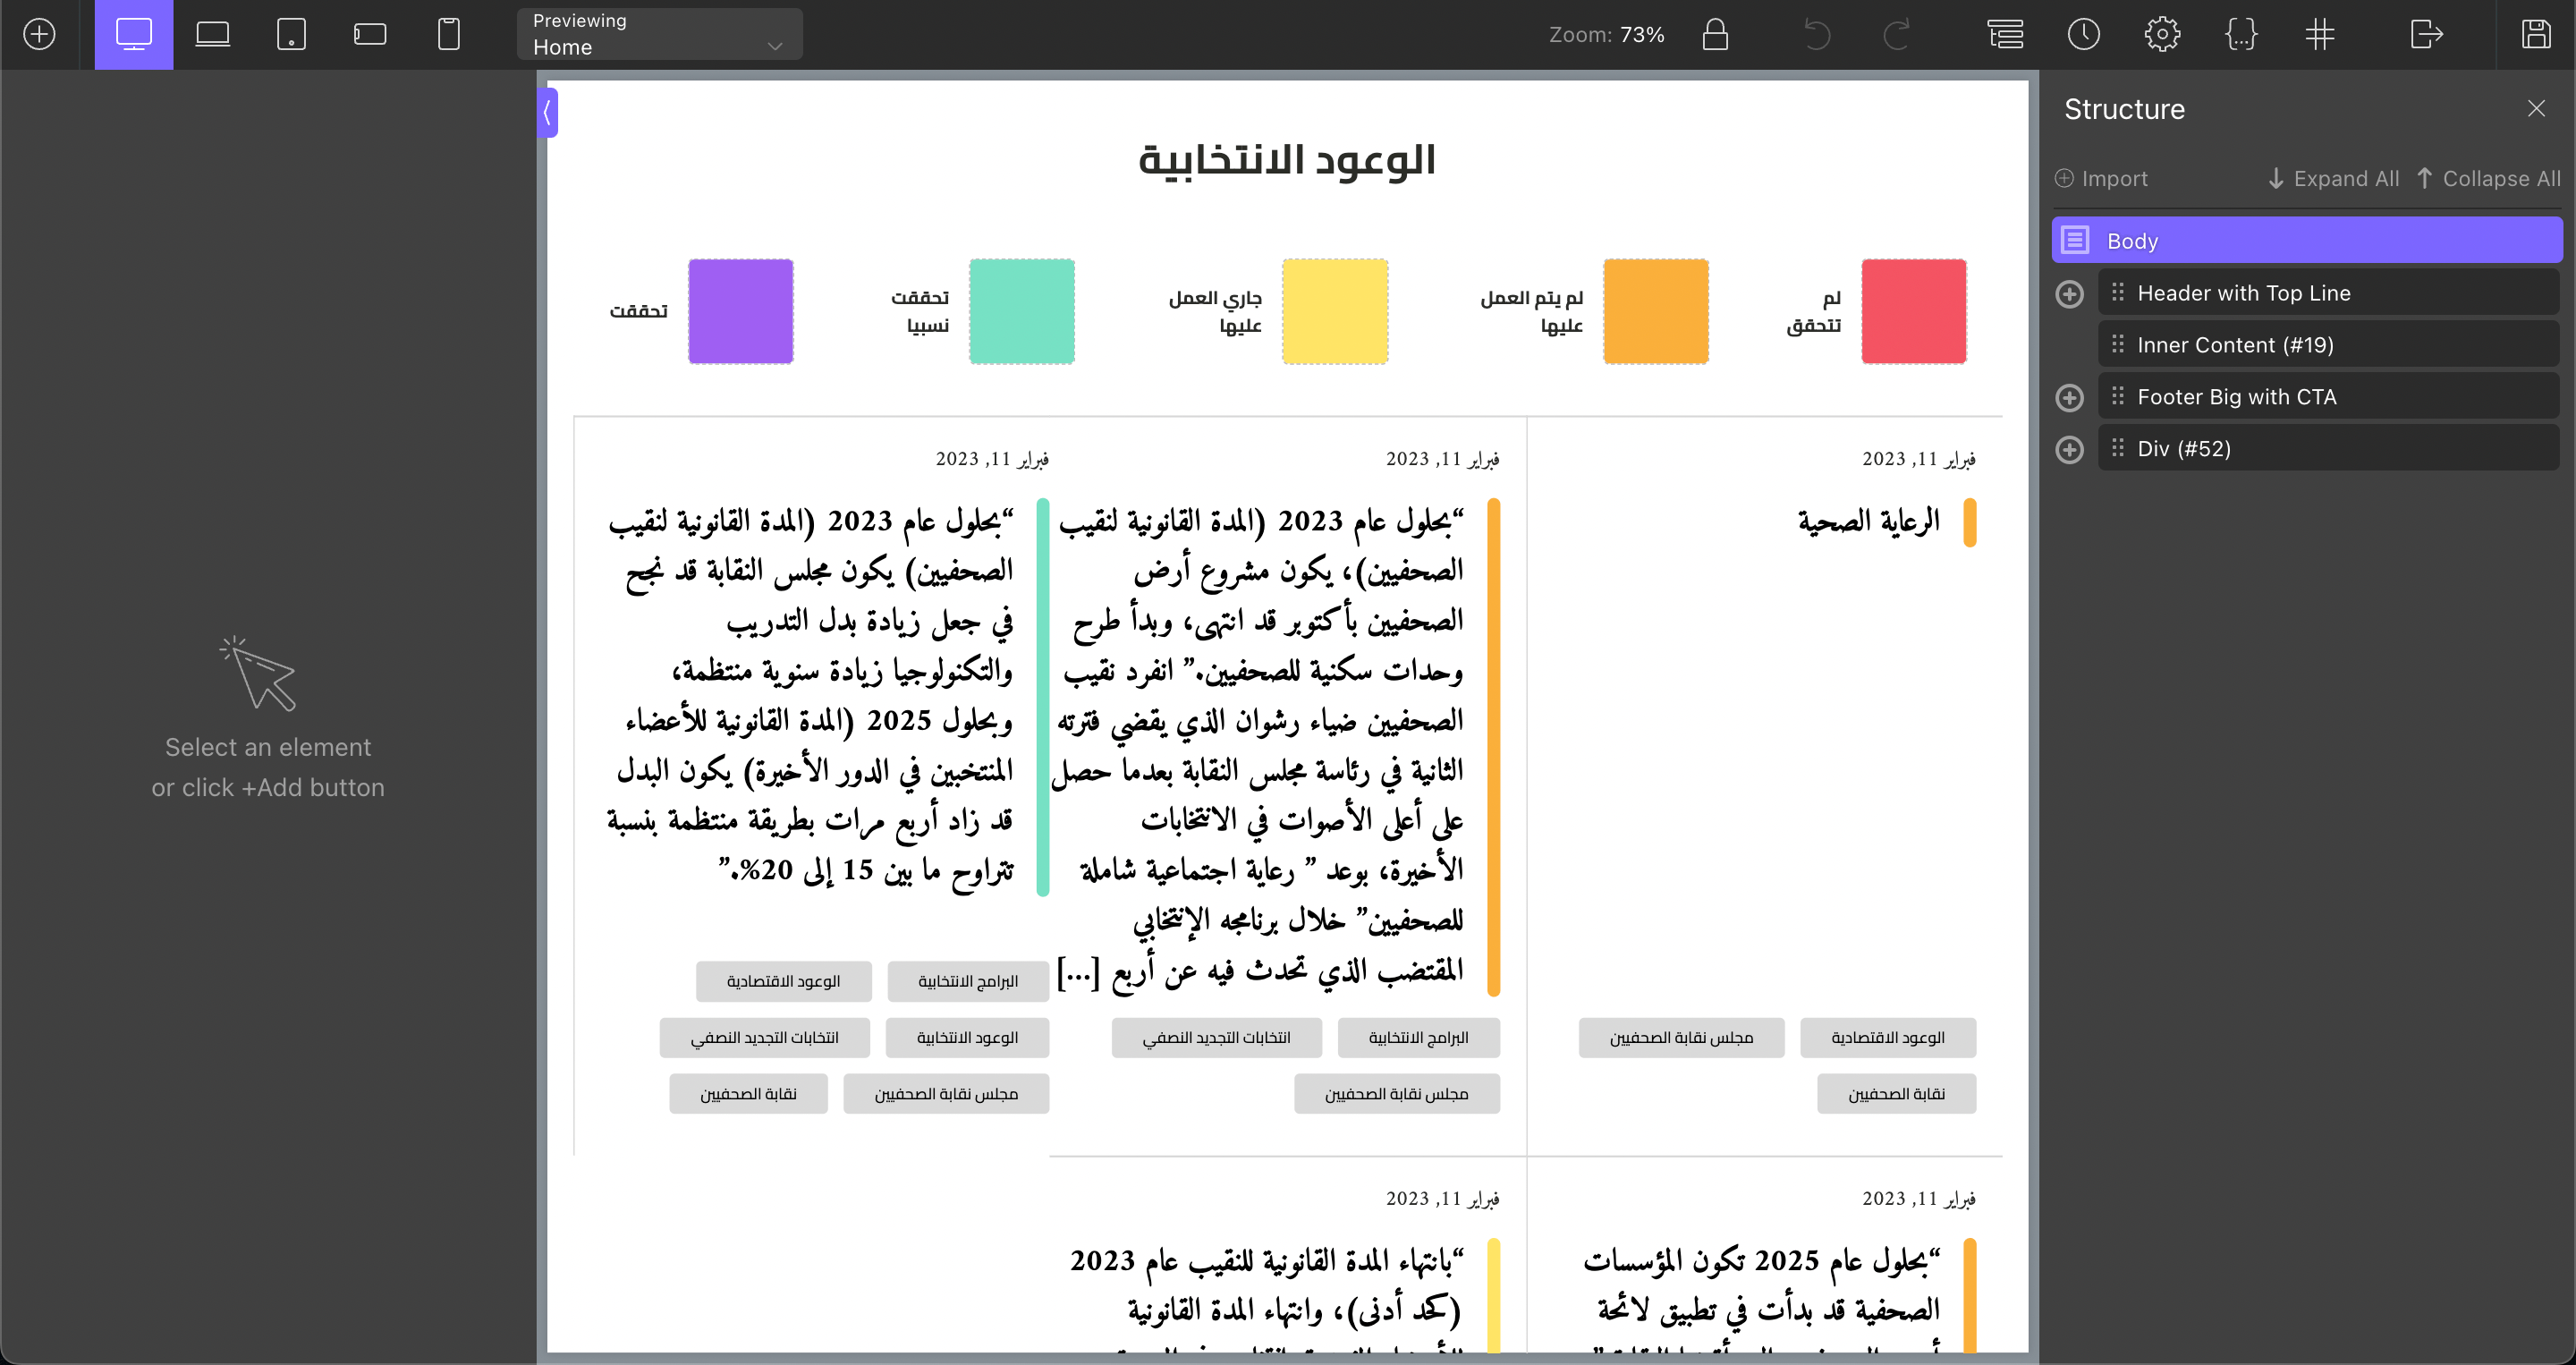 Previewing
Home
Zoom: 73%
Structure
Import
Expand All
Collapse All
Body
Header with Top Line
Inner Content (#19)
Footer Big with CTA
Div (#52)
Select an element
or click +Add button
الوعود الانتخابية
لم
تتحقق
لم يتم العمل
عليها
جاري العمل
عليها
تحققت
نسبيا
تحققت
فبراير 11, 2023
الرعاية الصحية
الوعود الاقتصادية
مجلس نقابة الصحفيين
نقابة الصحفيين
فبراير 11, 2023
“بحلول عام 2023 (المدة القانونية لنقيب
الصحفيين)، يكون مشروع أرض
الصحفيين بأكتوبر قد انتهى، وبدأ طرح
وحدات سكنية للصحفيين.” انفرد نقيب
الصحفيين ضياء رشوان الذي يقضي فترته
الثانية في رئاسة مجلس النقابة بعدما حصل
على أعلى الأصوات في الانتخابات
الأخيرة، بوعد ” رعاية اجتماعية شاملة
للصحفيين” خلال برنامجه الإنتخابي
المقتضب الذي تحدث فيه عن أربع […]
البرامج الانتخابية
انتخابات التجديد النصفي
مجلس نقابة الصحفيين
فبراير 11, 2023
“بحلول عام 2023 (المدة القانونية لنقيب
الصحفيين) يكون مجلس النقابة قد نجح
في جعل زيادة بدل التدريب
والتكنولوجيا زيادة سنوية منتظمة،
وبحلول 2025 (المدة القانونية للأعضاء
المنتخبين في الدور الأخيرة) يكون البدل
قد زاد أربع مرات بطريقة منتظمة بنسبة
تتراوح ما بين 15 إلى 20%.”
البرامج الانتخابية
الوعود الاقتصادية
الوعود الانتخابية
انتخابات التجديد النصفي
مجلس نقابة الصحفيين
نقابة الصحفيين
فبراير 11, 2023
“بحلول عام 2025 تكون المؤسسات
الصحفية قد بدأت في تطبيق لائحة
فبراير 11, 2023
“بانتهاء المدة القانونية للنقيب عام 2023
(كحد أدنى)، وانتهاء المدة القانونية